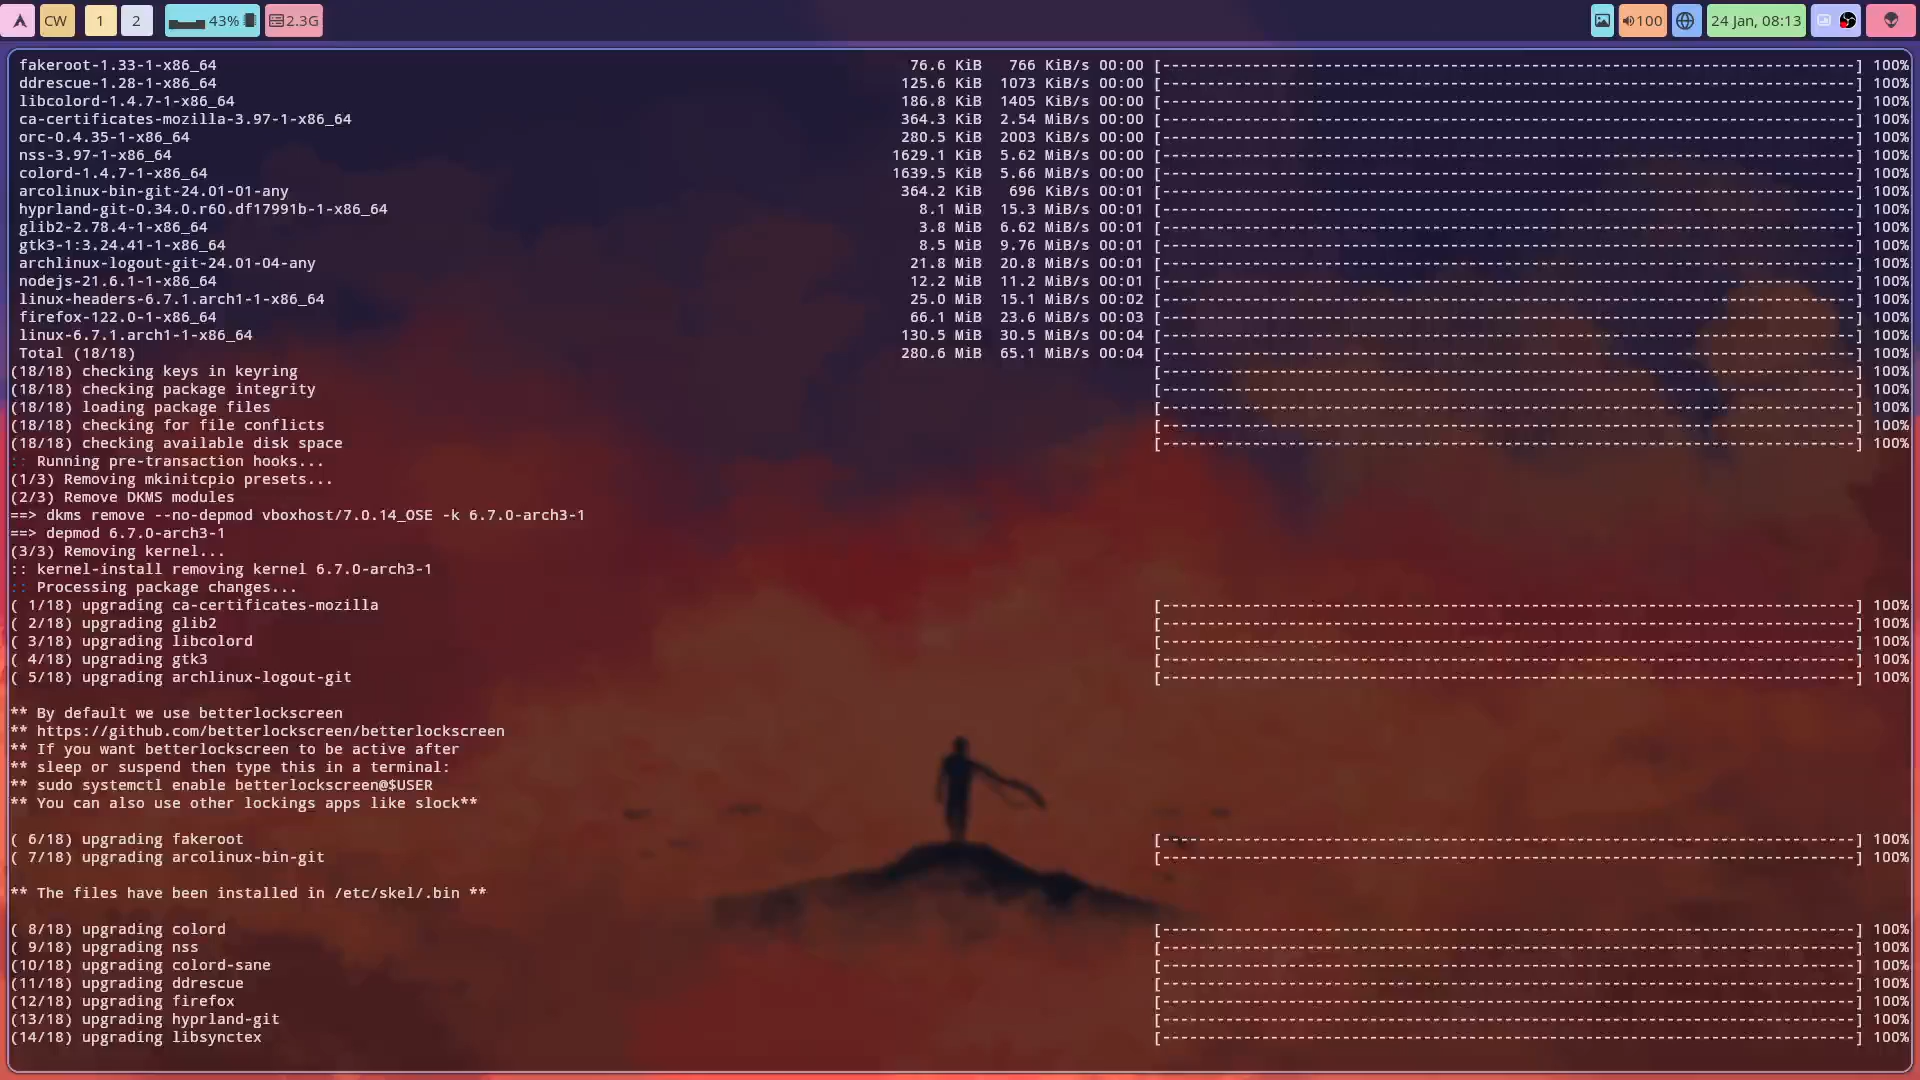 CW 1 2 43% 2.3G 100 24 Jan, 08:13
fakeroot-1.33-1-x86_64 76.6 KiB 766 KiB/s 00:00 [----------------------------------------] 100%
ddrescue-1.28-1-x86_64 125.6 KiB 1073 KiB/s 00:00 [----------------------------------------] 100%
libcolord-1.4.7-1-x86_64 186.8 KiB 1405 KiB/s 00:00 [----------------------------------------] 100%
ca-certificates-mozilla-3.97-1-x86_64 364.3 KiB 2.54 MiB/s 00:00 [----------------------------------------] 100%
orc-0.4.35-1-x86_64 280.5 KiB 2003 KiB/s 00:00 [----------------------------------------] 100%
nss-3.97-1-x86_64 1629.1 KiB 5.62 MiB/s 00:00 [----------------------------------------] 100%
colord-1.4.7-1-x86_64 1639.5 KiB 5.66 MiB/s 00:00 [----------------------------------------] 100%
arcolinux-bin-git-24.01-01-any 364.2 KiB 696 KiB/s 00:01 [----------------------------------------] 100%
hyprland-git-0.34.0.r60.df17991b-1-x86_64 8.1 MiB 15.3 MiB/s 00:01 [----------------------------------------] 100%
glib2-2.78.4-1-x86_64 3.8 MiB 6.62 MiB/s 00:01 [----------------------------------------] 100%
gtk3-1:3.24.41-1-x86_64 8.5 MiB 9.76 MiB/s 00:01 [----------------------------------------] 100%
archlinux-logout-git-24.01-04-any 21.8 MiB 20.8 MiB/s 00:01 [----------------------------------------] 100%
nodejs-21.6.1-1-x86_64 12.2 MiB 11.2 MiB/s 00:01 [----------------------------------------] 100%
linux-headers-6.7.1.arch1-1-x86_64 25.0 MiB 15.1 MiB/s 00:02 [----------------------------------------] 100%
firefox-122.0-1-x86_64 66.1 MiB 23.6 MiB/s 00:03 [----------------------------------------] 100%
linux-6.7.1.arch1-1-x86_64 130.5 MiB 30.5 MiB/s 00:04 [----------------------------------------] 100%
Total (18/18) 280.6 MiB 65.1 MiB/s 00:04 [----------------------------------------] 100%
(18/18) checking keys in keyring [----------------------------------------] 100%
(18/18) checking package integrity [----------------------------------------] 100%
(18/18) loading package files [----------------------------------------] 100%
(18/18) checking for file conflicts [----------------------------------------] 100%
(18/18) checking available disk space [----------------------------------------] 100%
:: Running pre-transaction hooks...
(1/3) Removing mkinitcpio presets...
(2/3) Remove DKMS modules
==> dkms remove --no-depmod vboxhost/7.0.14_OSE -k 6.7.0-arch3-1
==> depmod 6.7.0-arch3-1
(3/3) Removing kernel...
:: kernel-install removing kernel 6.7.0-arch3-1
:: Processing package changes...
( 1/18) upgrading ca-certificates-mozilla [----------------------------------------] 100%
( 2/18) upgrading glib2 [----------------------------------------] 100%
( 3/18) upgrading libcolord [----------------------------------------] 100%
( 4/18) upgrading gtk3 [----------------------------------------] 100%
( 5/18) upgrading archlinux-logout-git [----------------------------------------] 100%
** By default we use betterlockscreen
** https://github.com/betterlockscreen/betterlockscreen
** If you want betterlockscreen to be active after
** sleep or suspend then type this in a terminal:
** sudo systemctl enable betterlockscreen@$USER
** You can also use other lockings apps like slock**
( 6/18) upgrading fakeroot [----------------------------------------] 100%
( 7/18) upgrading arcolinux-bin-git [----------------------------------------] 100%
** The files have been installed in /etc/skel/.bin **
( 8/18) upgrading colord [----------------------------------------] 100%
( 9/18) upgrading nss [----------------------------------------] 100%
(10/18) upgrading colord-sane [----------------------------------------] 100%
(11/18) upgrading ddrescue [----------------------------------------] 100%
(12/18) upgrading firefox [----------------------------------------] 100%
(13/18) upgrading hyprland-git [----------------------------------------] 100%
(14/18) upgrading libsynctex [----------------------------------------] 100%